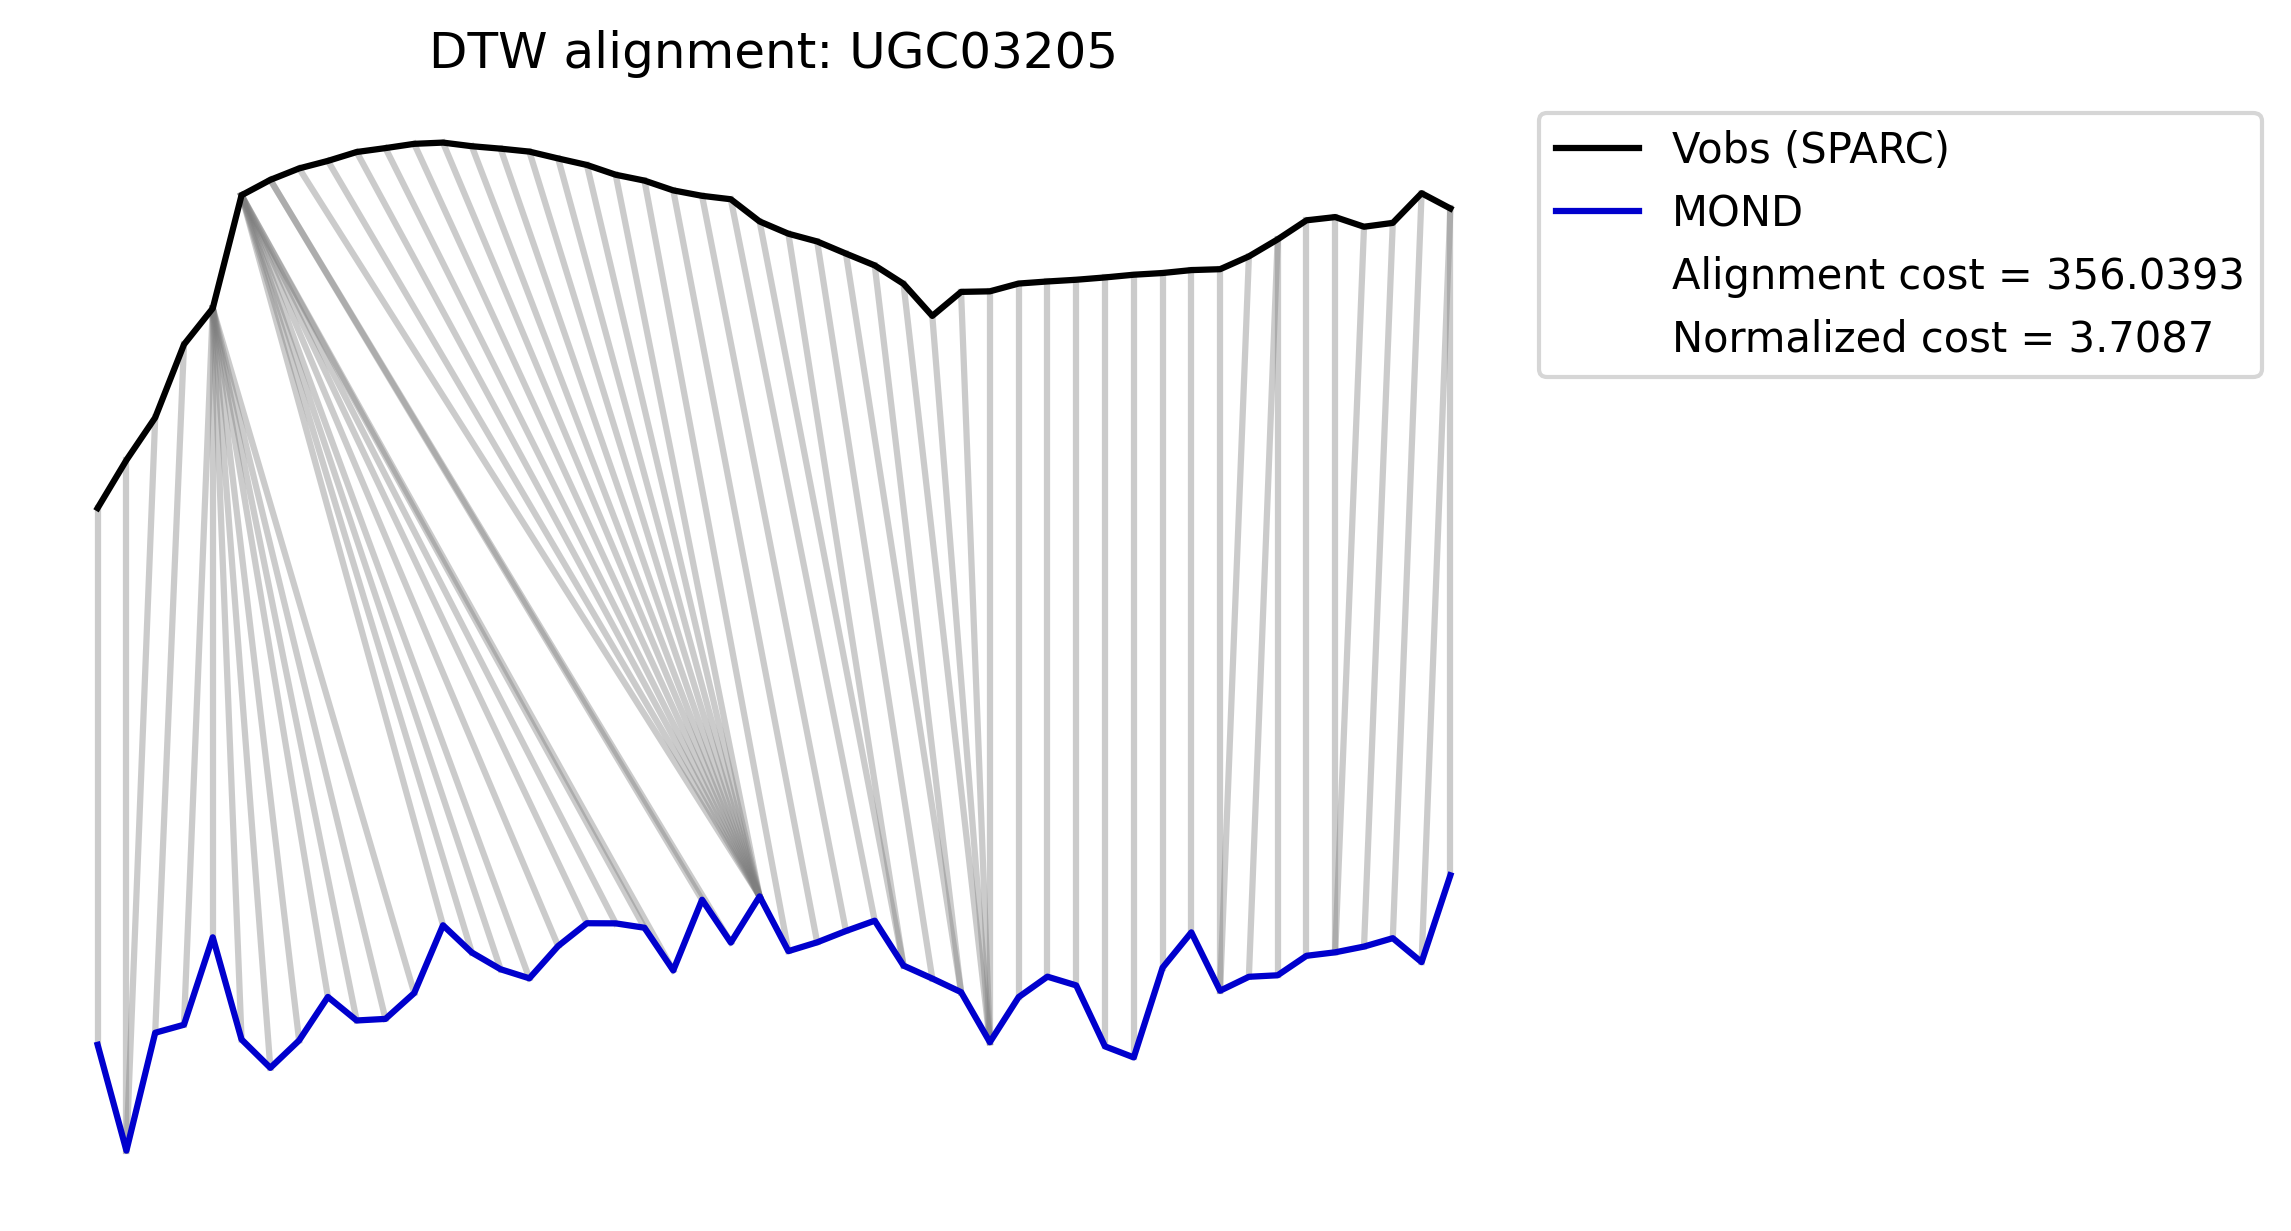 DTW alignment: UGC03205
Vobs (SPARC)
MOND
Alignment cost = 356.0393
Normalized cost = 3.7087